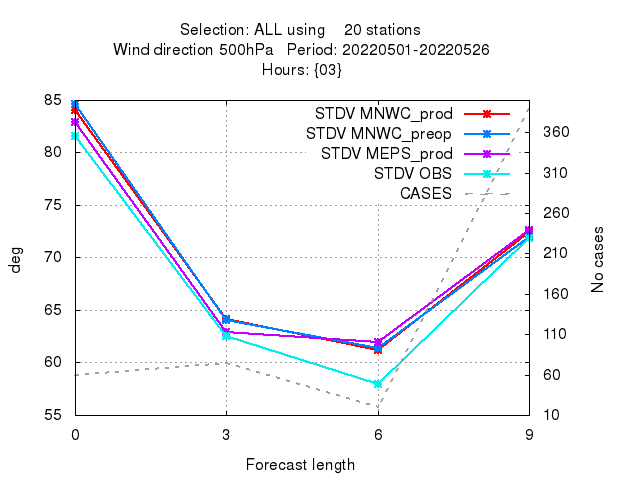 Selection: ALL using    20 stations
Wind direction 500hPa   Period: 20220501-20220526
Hours: {03}
STDV MNWC_prod
STDV MNWC_preop
STDV MEPS_prod
STDV OBS
CASES
85
80
75
70
65
60
55
deg
360
310
260
210
160
110
60
10
No cases
0 3 6 9
Forecast length